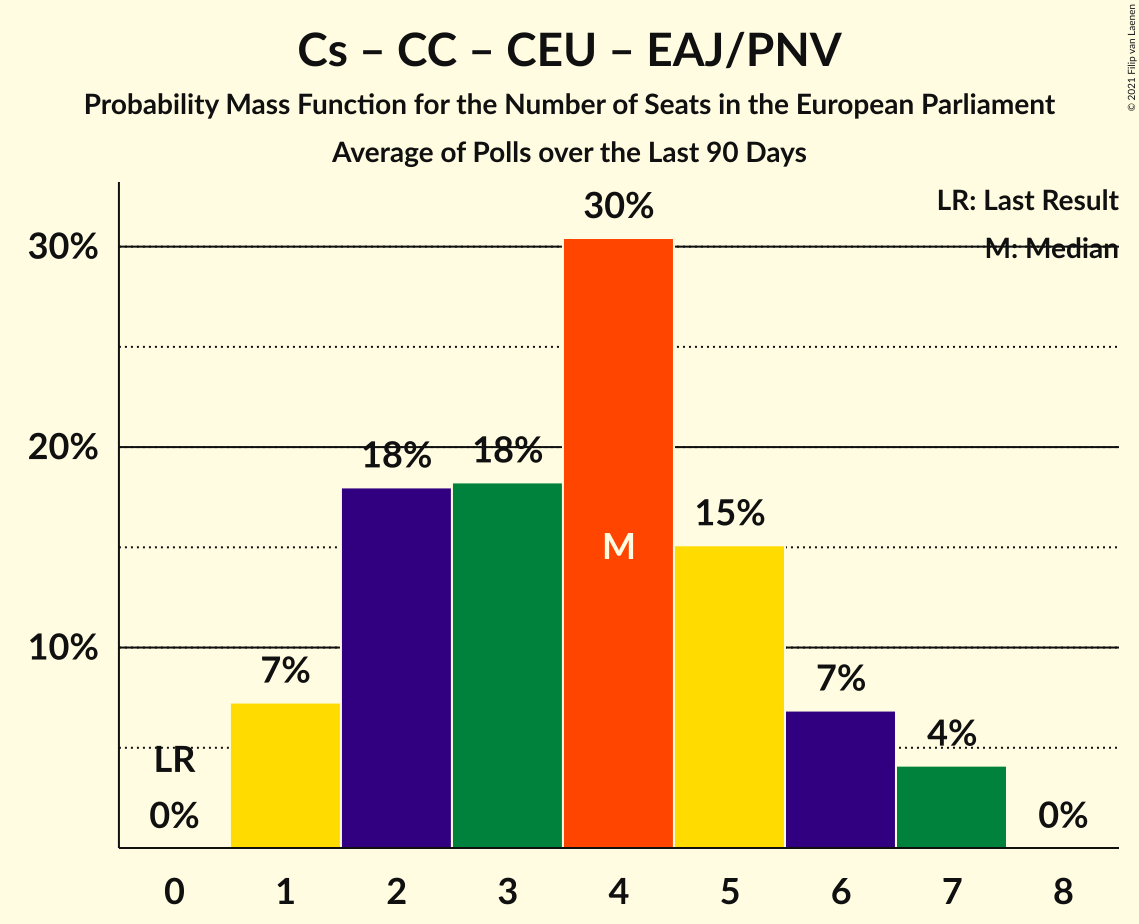 Cs – CC – CEU – EAJ/PNV
Probability Mass Function for the Number of Seats in the European Parliament
Average of Polls over the Last 90 Days
© 2021 Filip van Laenen
LR: Last Result
M: Median
30%
20%
10%
LR
0%
7%
18%
18%
30%
M
15%
7%
4%
0%
0 1 2 3 4 5 6 7 8